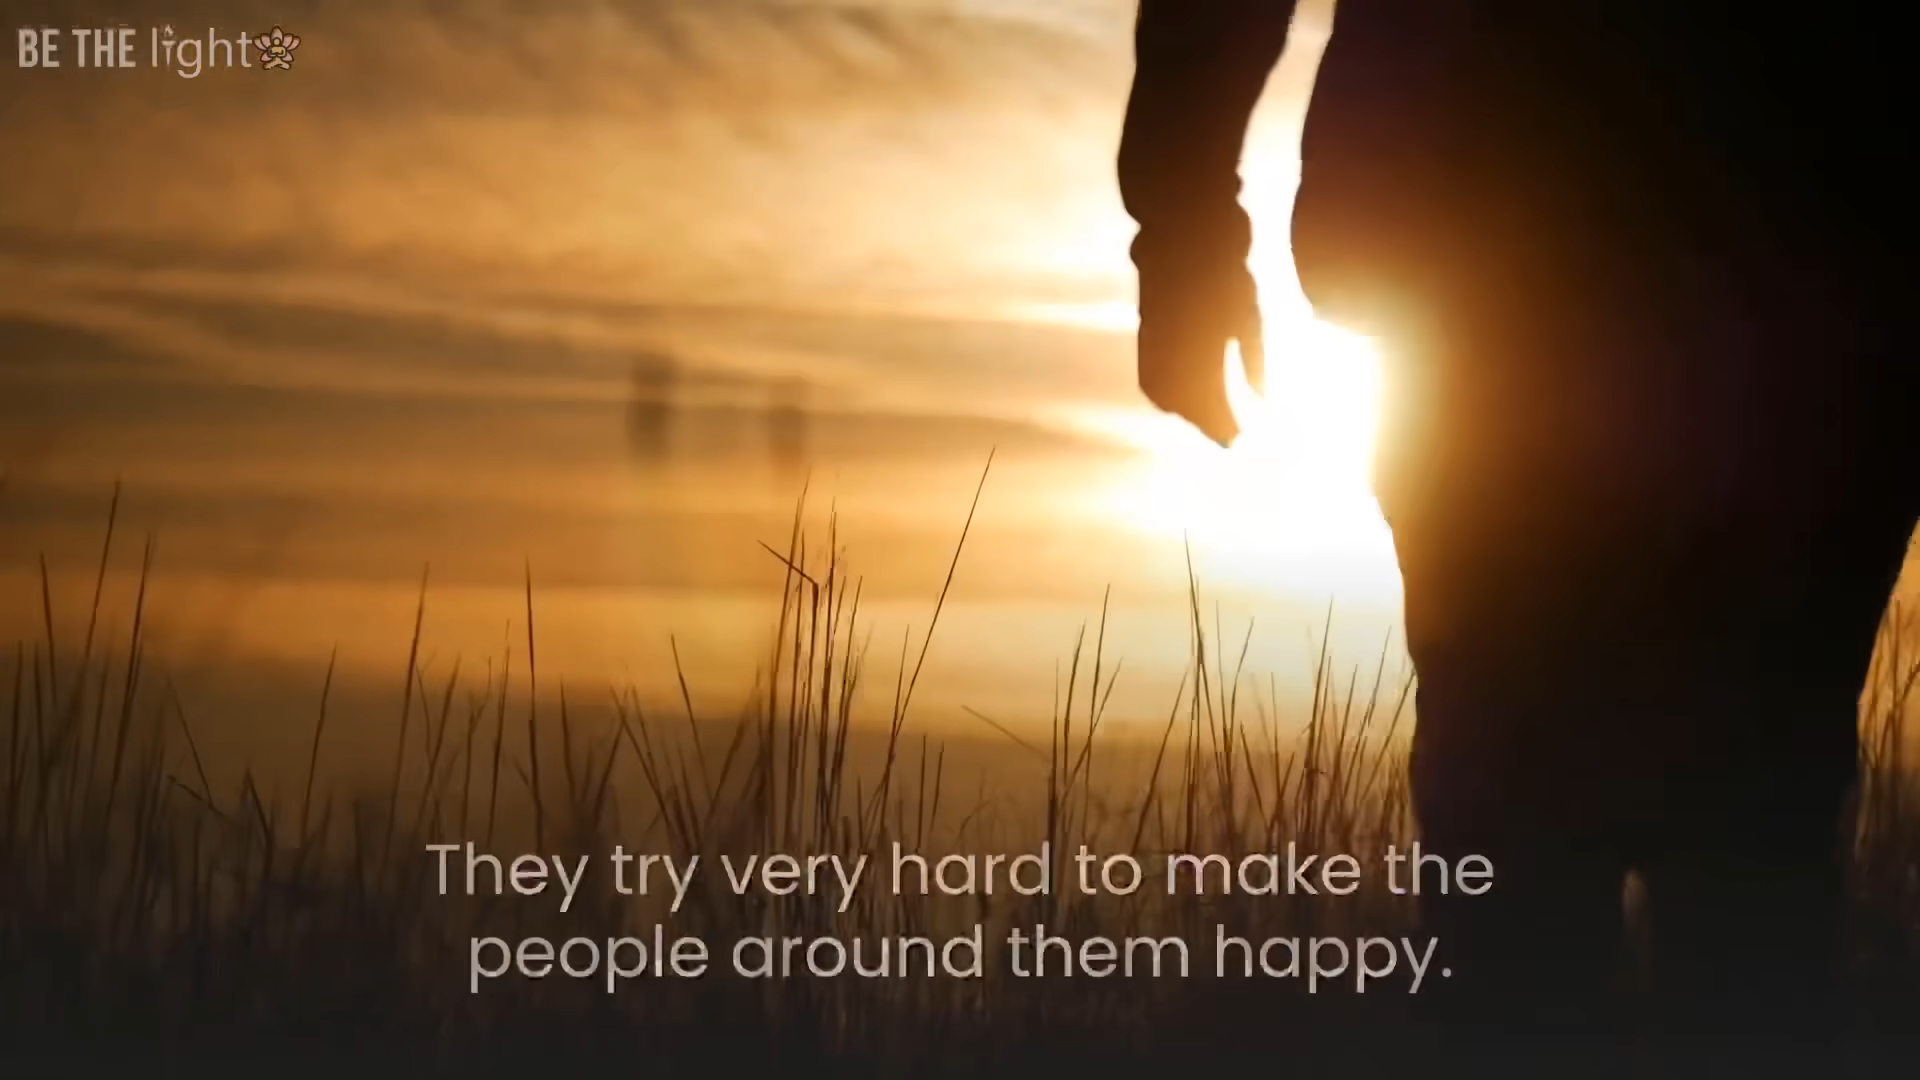 BE THE light
They try very hard to make the
people around them happy.